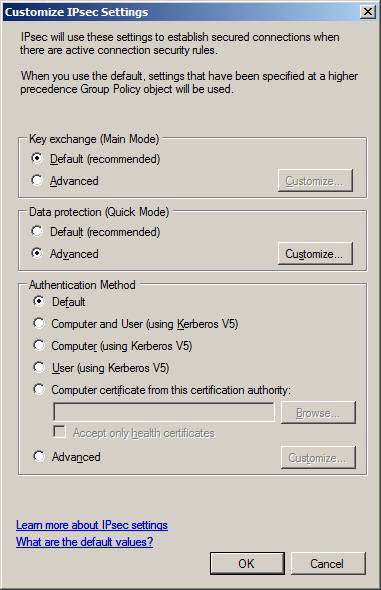 Customize IPsec Settings
IPsec will use these settings to establish secured connections when
there are active connection security rules.
When you use the default, settings that have been specified at a higher
precedence Group Policy object will be used.
Key exchange (Main Mode)
Default (recommended)
Advanced
Customize...
Data protection (Quick Mode)
Default (recommended)
Advanced
Customize...
Authentication Method
Default
Computer and User (using Kerberos V5)
Computer (using Kerberos V5)
User (using Kerberos V5)
Computer certificate from this certification authority:
Browse...
Accept only health certificates
Advanced
Customize...
Learn more about IPsec settings
What are the default values?
OK
Cancel